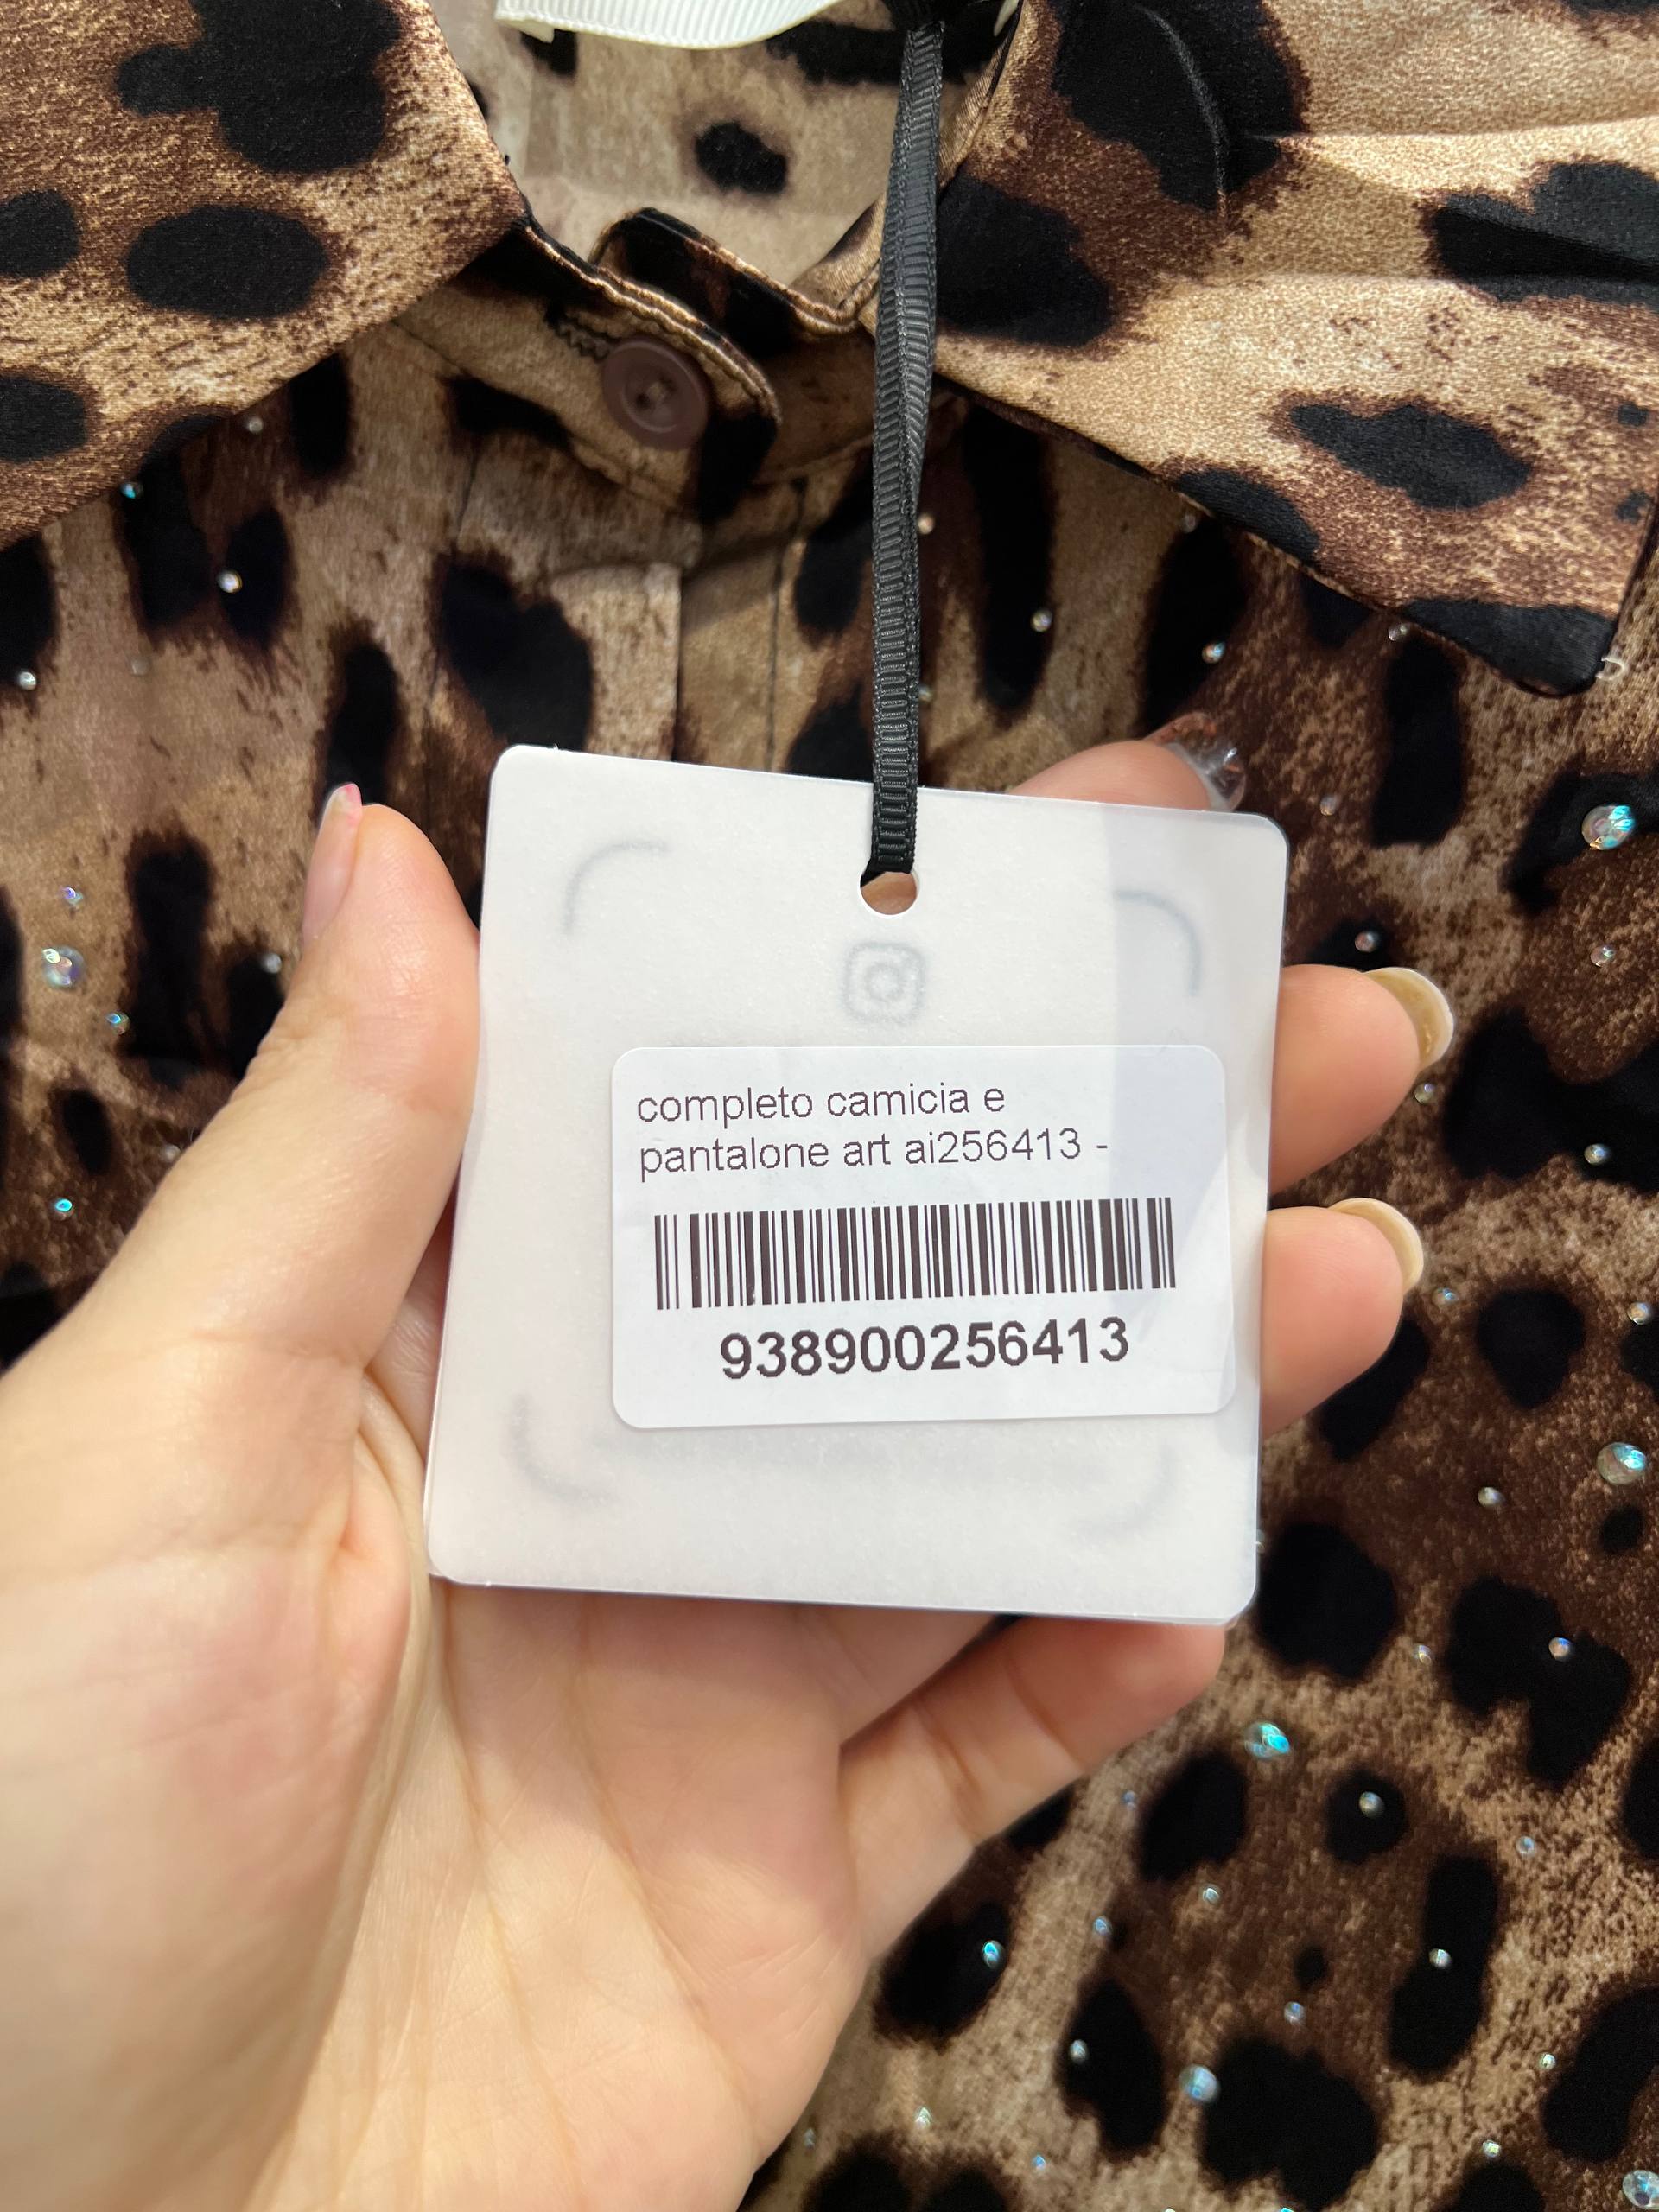 completo camicia e
pantalone art ai256413 -
938900256413